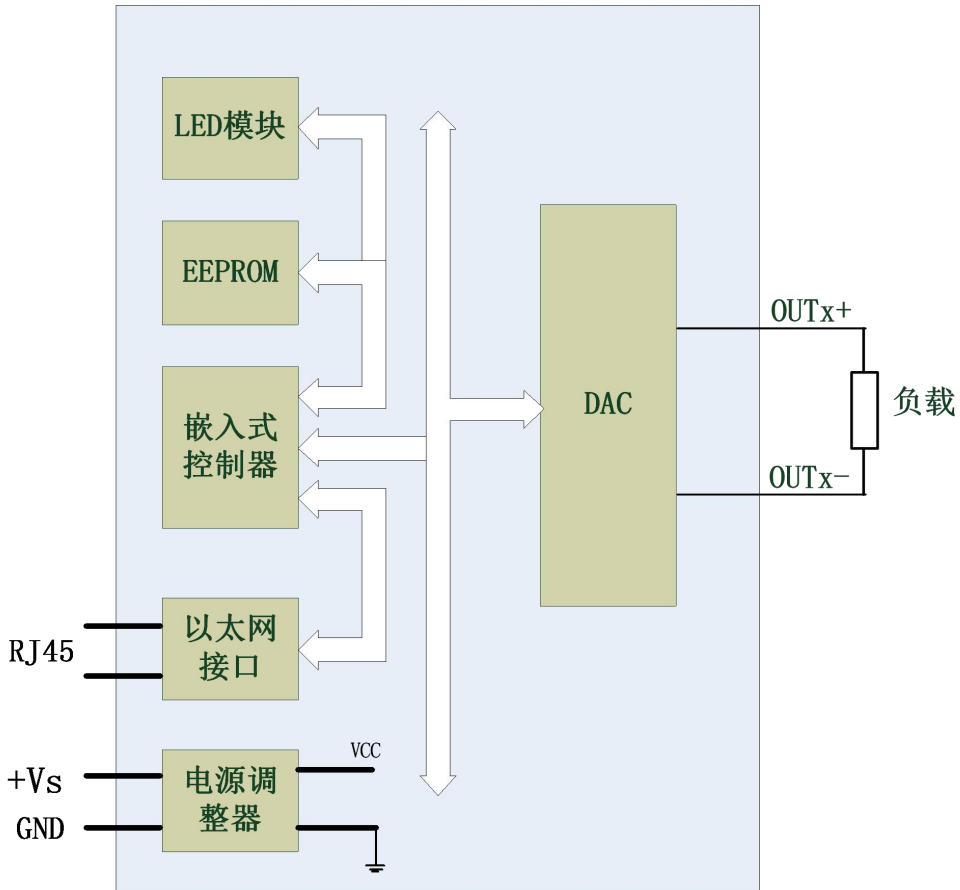 LED模块
EEPROM
嵌入式
控制器
以太网
接口
RJ45
电源调
整器
+Vs
GND
VCC
DAC
OUTx+
OUTx-
负载